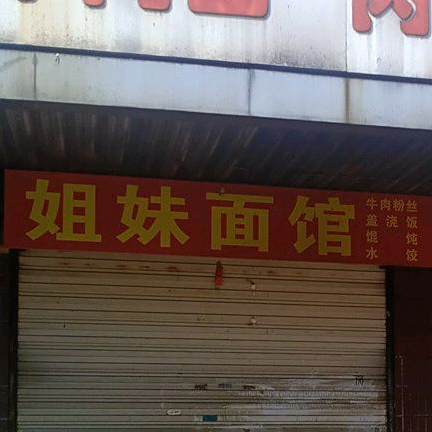 姐妹面馆
牛肉粉丝
盖浇饭
馄饨
水饺